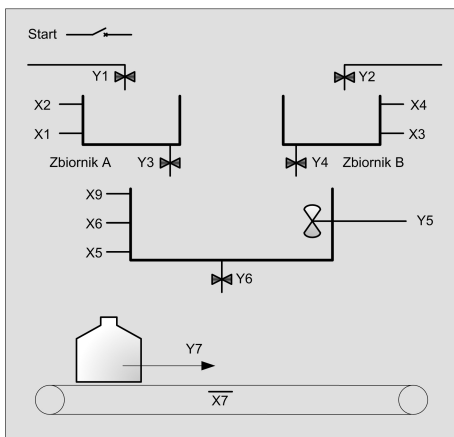 Start
Y1 Y2
X2 X4
X1 X3
Zbiornik A Y3 Y4 Zbiornik B
X9
X6 Y5
X5
Y6
Y7
X7